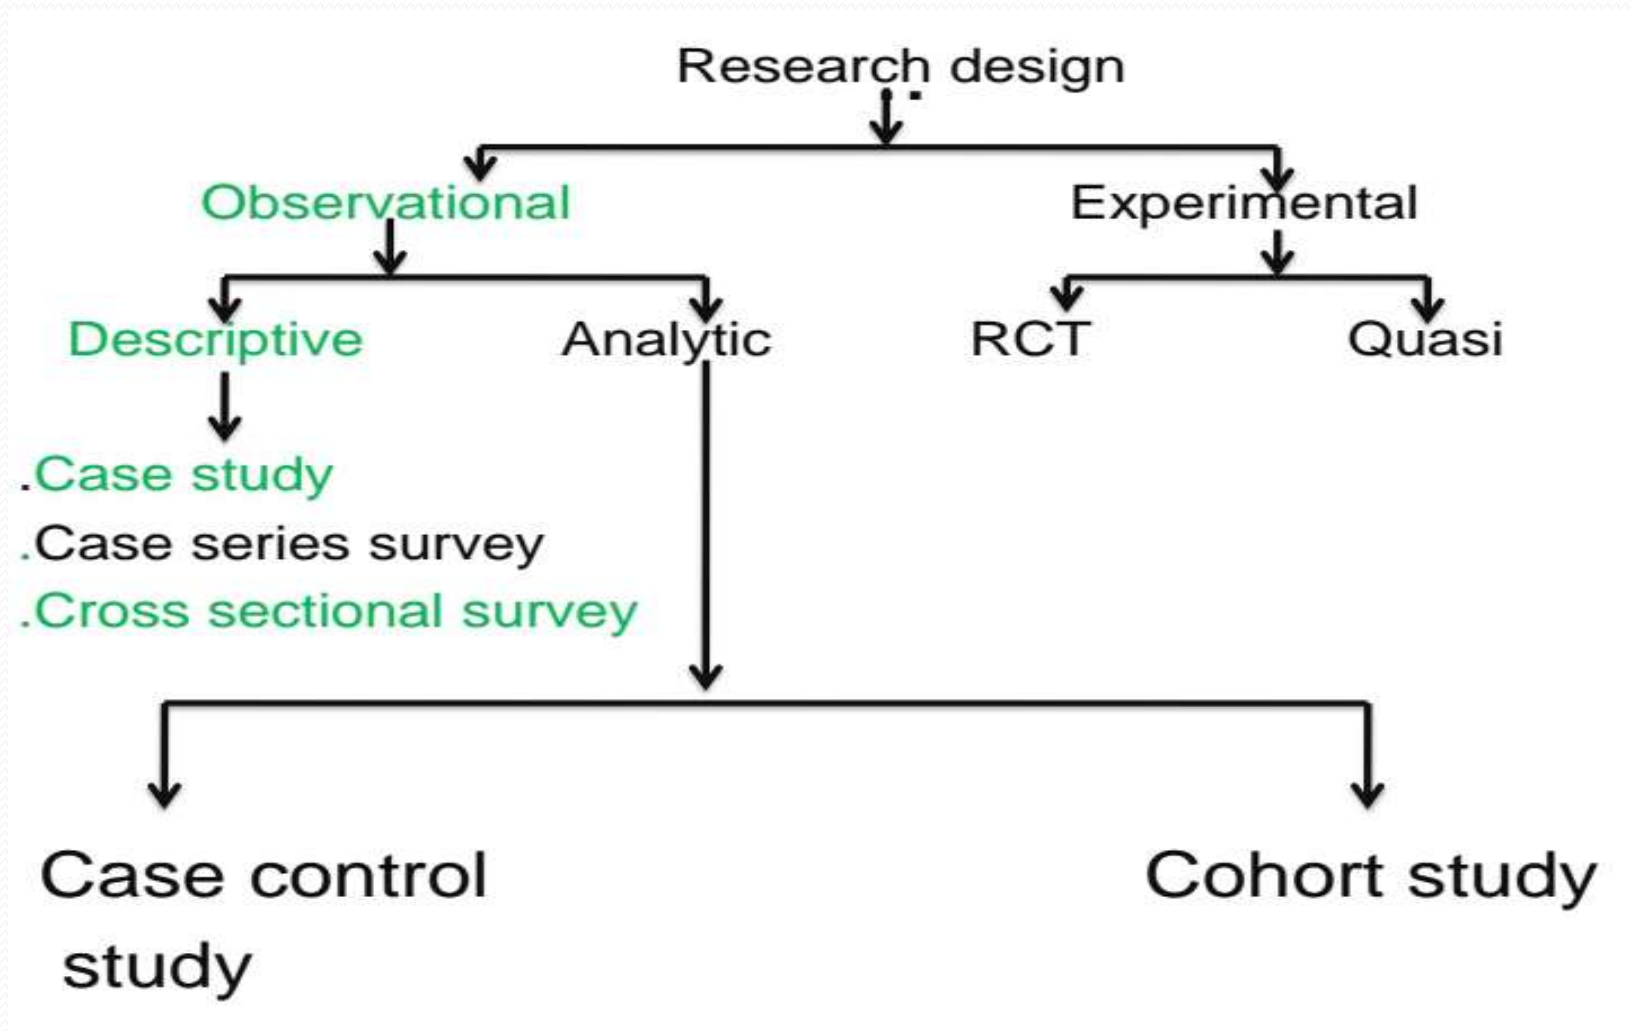 Research design
Observational
Experimental
Descriptive
Analytic
RCT
Quasi
.Case study
.Case series survey
.Cross sectional survey
Case control
study
Cohort study